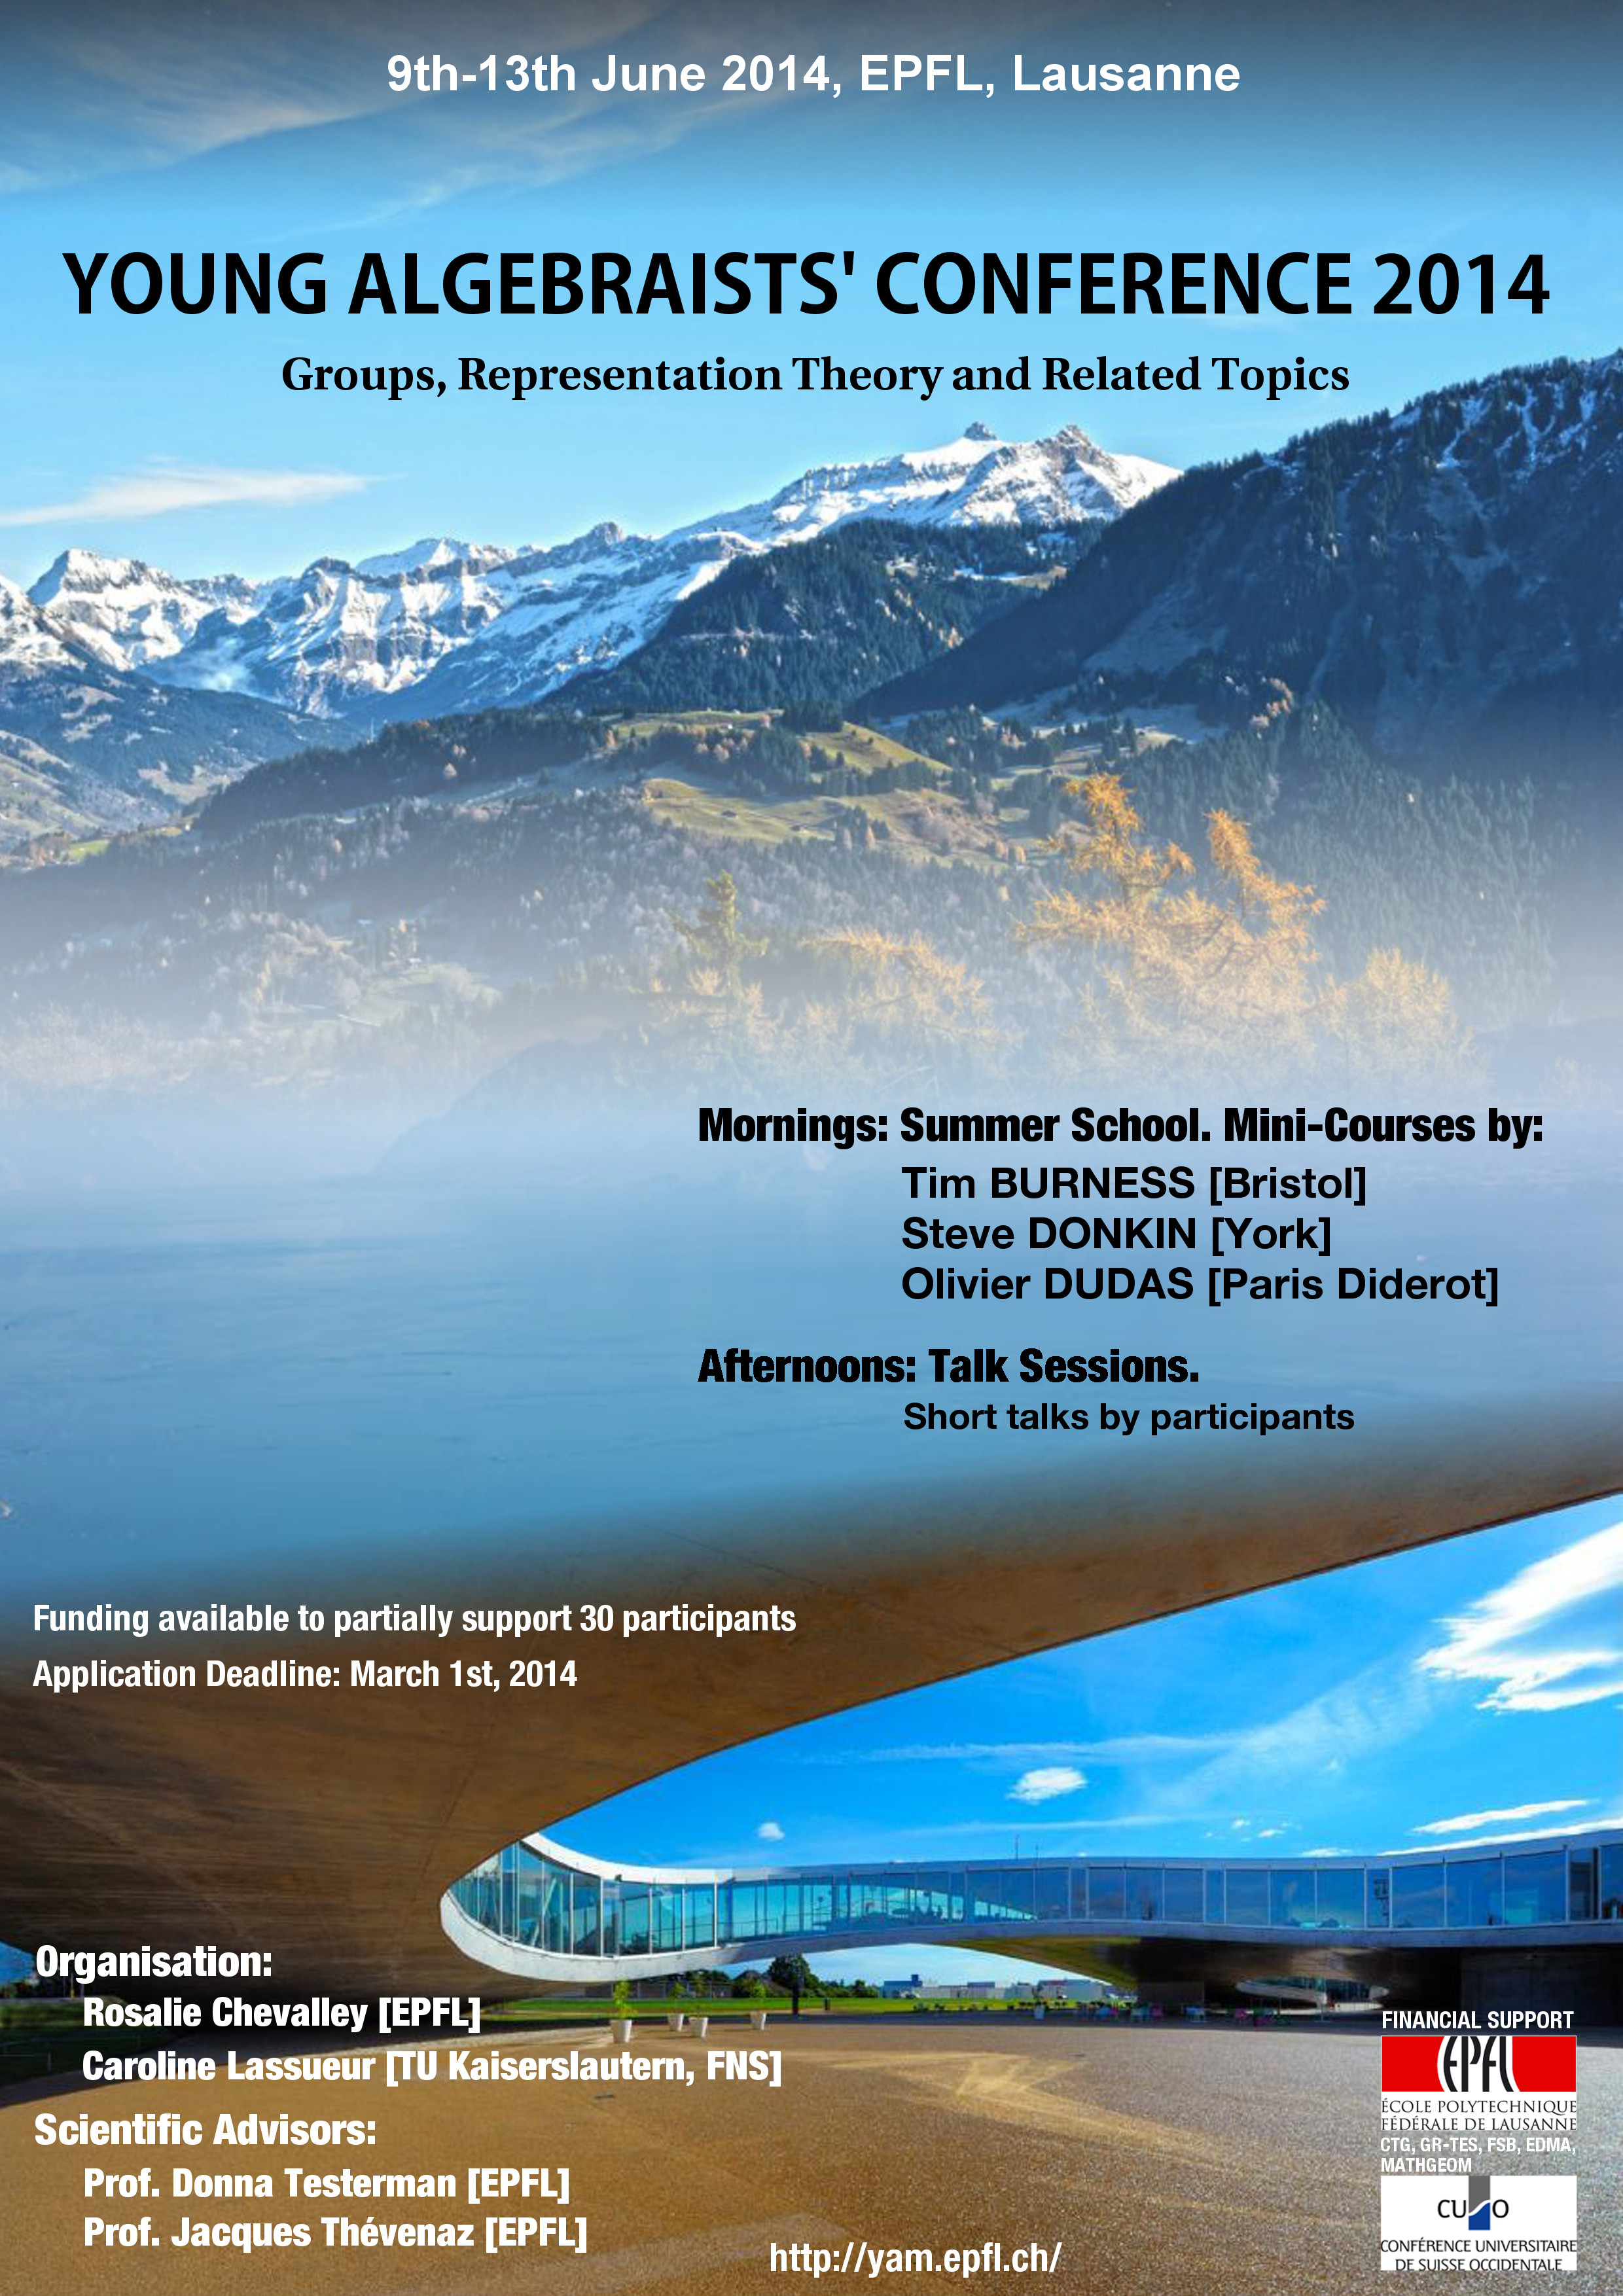 9th-13th June 2014, EPFL, Lausanne
YOUNG ALGEBRAISTS' CONFERENCE 2014
Groups, Representation Theory and Related Topics
Mornings: Summer School. Mini-Courses by:
Tim BURNESS [Bristol]
Steve DONKIN [York]
Olivier DUDAS [Paris Diderot]
Afternoons: Talk Sessions.
Short talks by participants
Funding available to partially support 30 participants
Application Deadline: March 1st, 2014
Organisation:
Rosalie Chevalley [EPFL]
Caroline Lassueur [TU Kaiserslautern, FNS]
Scientific Advisors:
Prof. Donna Testerman [EPFL]
Prof. Jacques Thévenaz [EPFL]
http://yam.epfl.ch/
FINANCIAL SUPPORT
EPFL
ÉCOLE POLYTECHNIQUE
FÉDÉRALE DE LAUSANNE
CTG, GR-TES, FSB, EDMA,
MATHGEOM
CUSO
CONFÉRENCE UNIVERSITAIRE
DE SUISSE OCCIDENTALE